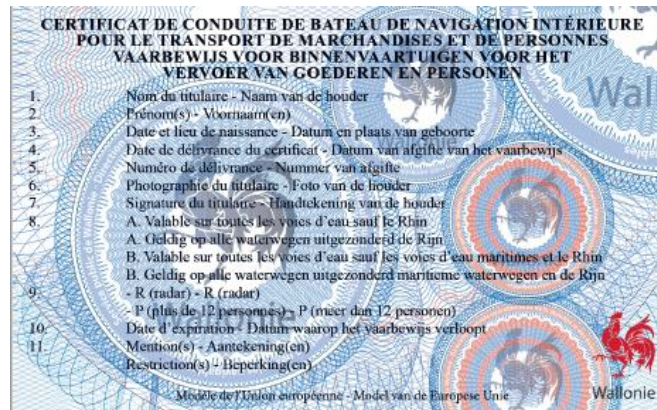 CERTIFICAT DE CONDUITE DE BATEAU DE NAVIGATION INTÉRIEURE
POUR LE TRANSPORT DE MARCHANDISES ET DE PERSONNES
VAARBEWIJS VOOR BINNENVAARTUIGEN VOOR HET
VERVOER VAN GOEDEREN EN PERSONEN
1. Nom du titulaire - Naam van de houder
2. Prénom(s) - Voornaam(en)
3. Date et lieu de naissance - Datum en plaats van geboorte
4. Date de délivrance du certificat - Datum van afgifte van het vaarbewijs
5. Numéro de délivrance - Nummer van afgifte
6. Photographie du titulaire - Foto van de houder
7. Signature du titulaire - Handtekening van de houder
8. A. Valable sur toutes les voies d'eau sauf le Rhin
A. Geldig op alle waterwegen uitgezonderd de Rijn
B. Valable sur toutes les voies d'eau sauf les voies d'eau maritimes et le Rhin
B. Geldig op alle waterwegen uitgezonderd maritieme waterwegen en de Rijn
9. - R (radar) - R (radar)
- P (plus de 12 personnes) - P (meer dan 12 personen)
10. Date d'expiration - Datum waarop het vaarbewijs verloopt
11. Mention(s) - Aantekening(en)
Restriction(s) - Beperking(en)
Modèle de l'Union européenne - Model van de Europese Unie
Wallonie